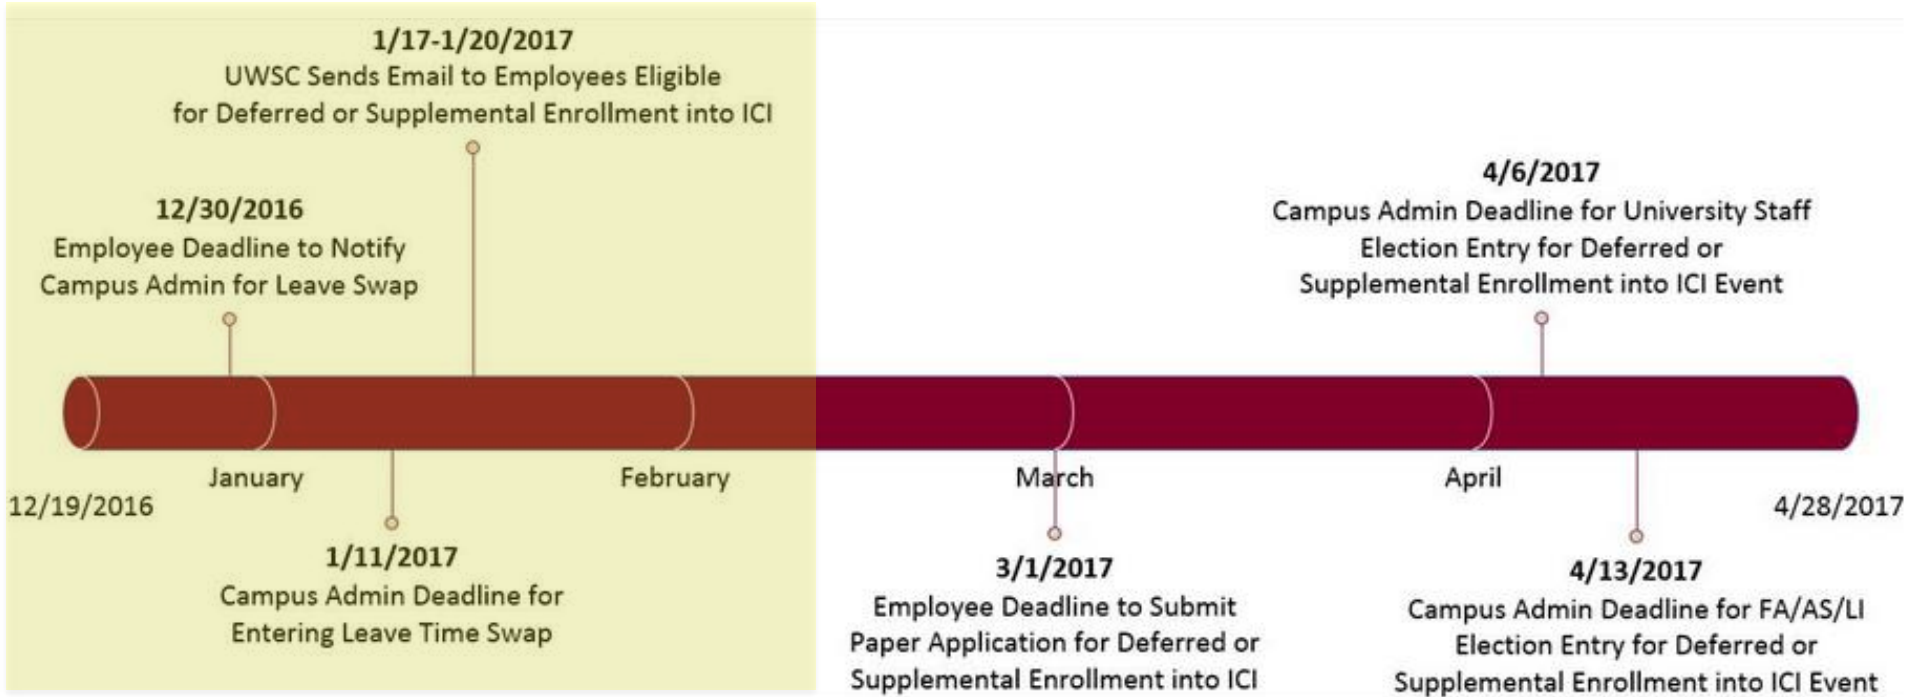 1/17-1/20/2017
UWSC Sends Email to Employees Eligible
for Deferred or Supplemental Enrollment into ICI
12/30/2016
Employee Deadline to Notify
Campus Admin for Leave Swap
4/6/2017
Campus Admin Deadline for University Staff
Election Entry for Deferred or
Supplemental Enrollment into ICI Event
January
February
March
April
12/19/2016
4/28/2017
1/11/2017
Campus Admin Deadline for
Entering Leave Time Swap
3/1/2017
Employee Deadline to Submit
Paper Application for Deferred or
Supplemental Enrollment into ICI
4/13/2017
Campus Admin Deadline for FA/AS/LI
Election Entry for Deferred or
Supplemental Enrollment into ICI Event